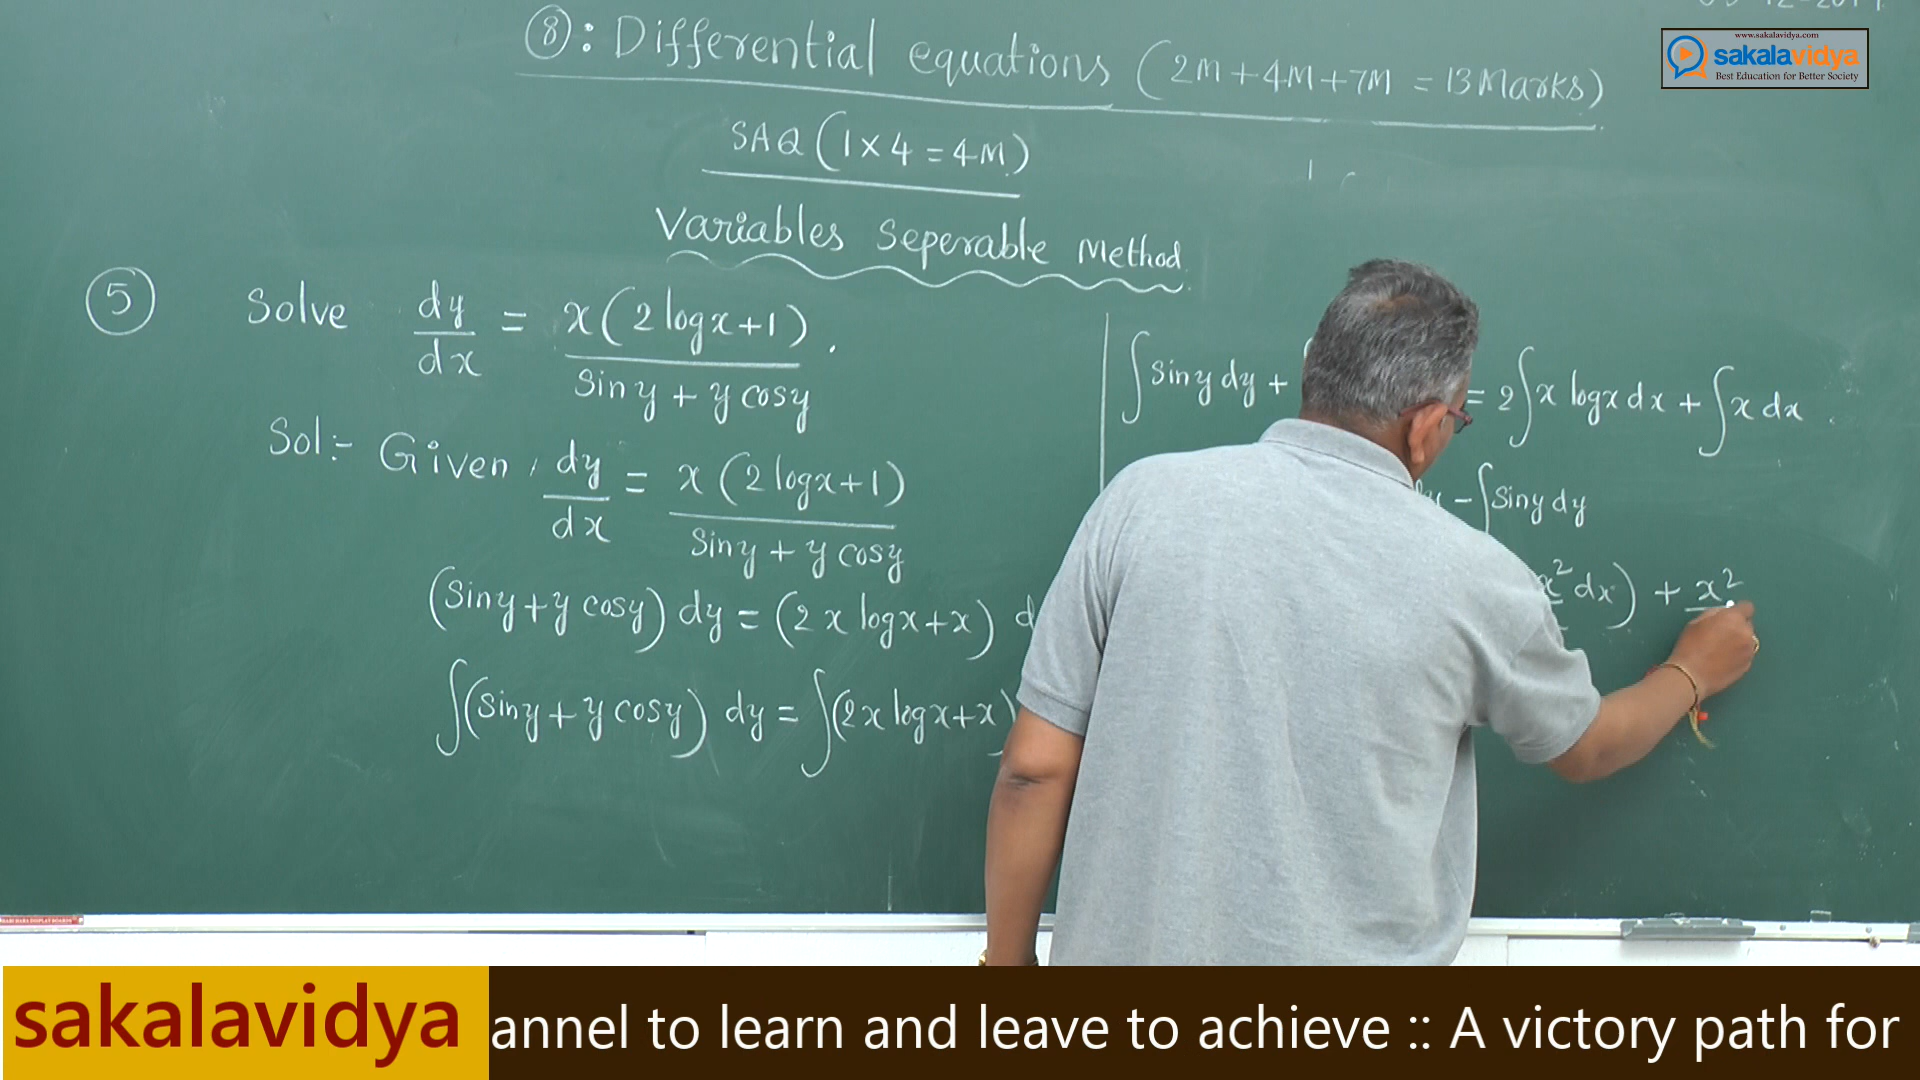 ⑧: Differential equations (2M + 4M + 7M = 13 Marks)
www.sakalavidya.com
sakalavidya
Best Education for Better Society
SAQ (1 × 4 = 4M)
Variables Seperable Method
⑤ Solve dy/dx = x(2 log x + 1) / Sin y + y cos y .
Sol:- Given, dy/dx = x(2 log x + 1) / Sin y + y cos y
(Sin y + y cos y) dy = (2 x log x + x)
∫(Sin y + y cos y) dy = ∫(2x log x + x)
∫ Sin y dy + = 2∫ x log x dx + ∫ x dx .
- ∫ Sin y dy
x² dx) + x²
sakalavidya
annel to learn and leave to achieve :: A victory path for